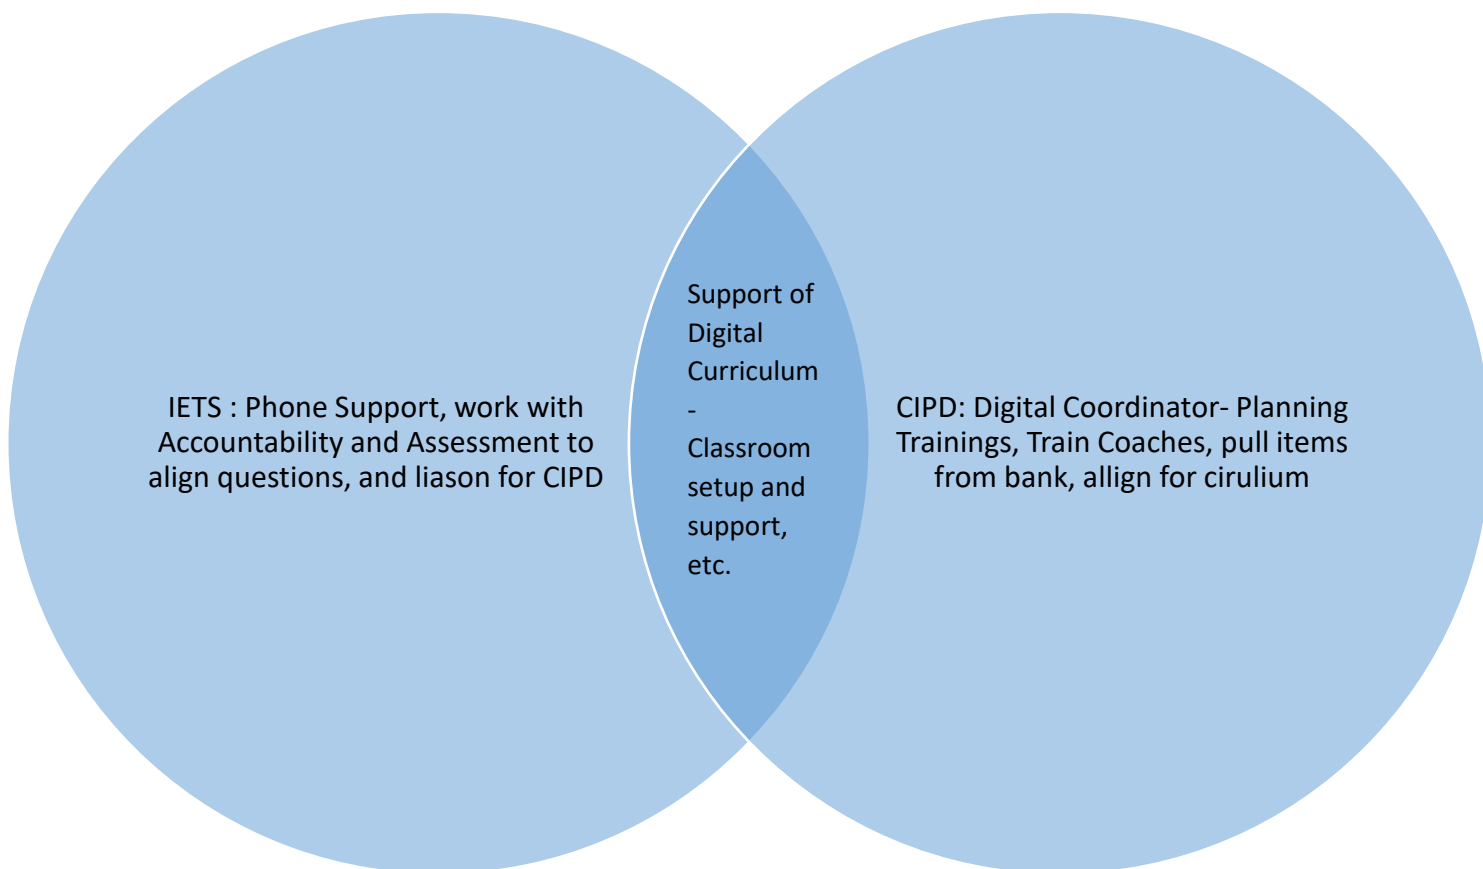 IETS : Phone Support, work with
Accountability and Assessment to
align questions, and liason for CIPD
Support of
Digital
Curriculum
-
Classroom
setup and
support,
etc.
CIPD: Digital Coordinator- Planning
Trainings, Train Coaches, pull items
from bank, allign for cirulium